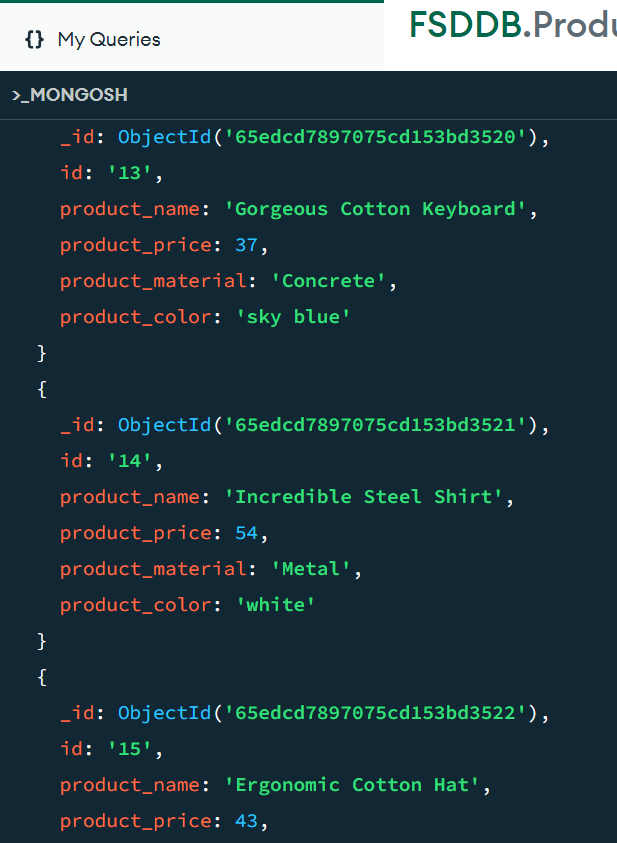 {} My Queries
FSDDB.Produ
>_MONGOSH
_id: ObjectId('65edcd7897075cd153bd3520'),
id: '13',
product_name: 'Gorgeous Cotton Keyboard',
product_price: 37,
product_material: 'Concrete',
product_color: 'sky blue'
}
{
_id: ObjectId('65edcd7897075cd153bd3521'),
id: '14',
product_name: 'Incredible Steel Shirt',
product_price: 54,
product_material: 'Metal',
product_color: 'white'
}
{
_id: ObjectId('65edcd7897075cd153bd3522'),
id: '15',
product_name: 'Ergonomic Cotton Hat',
product_price: 43,